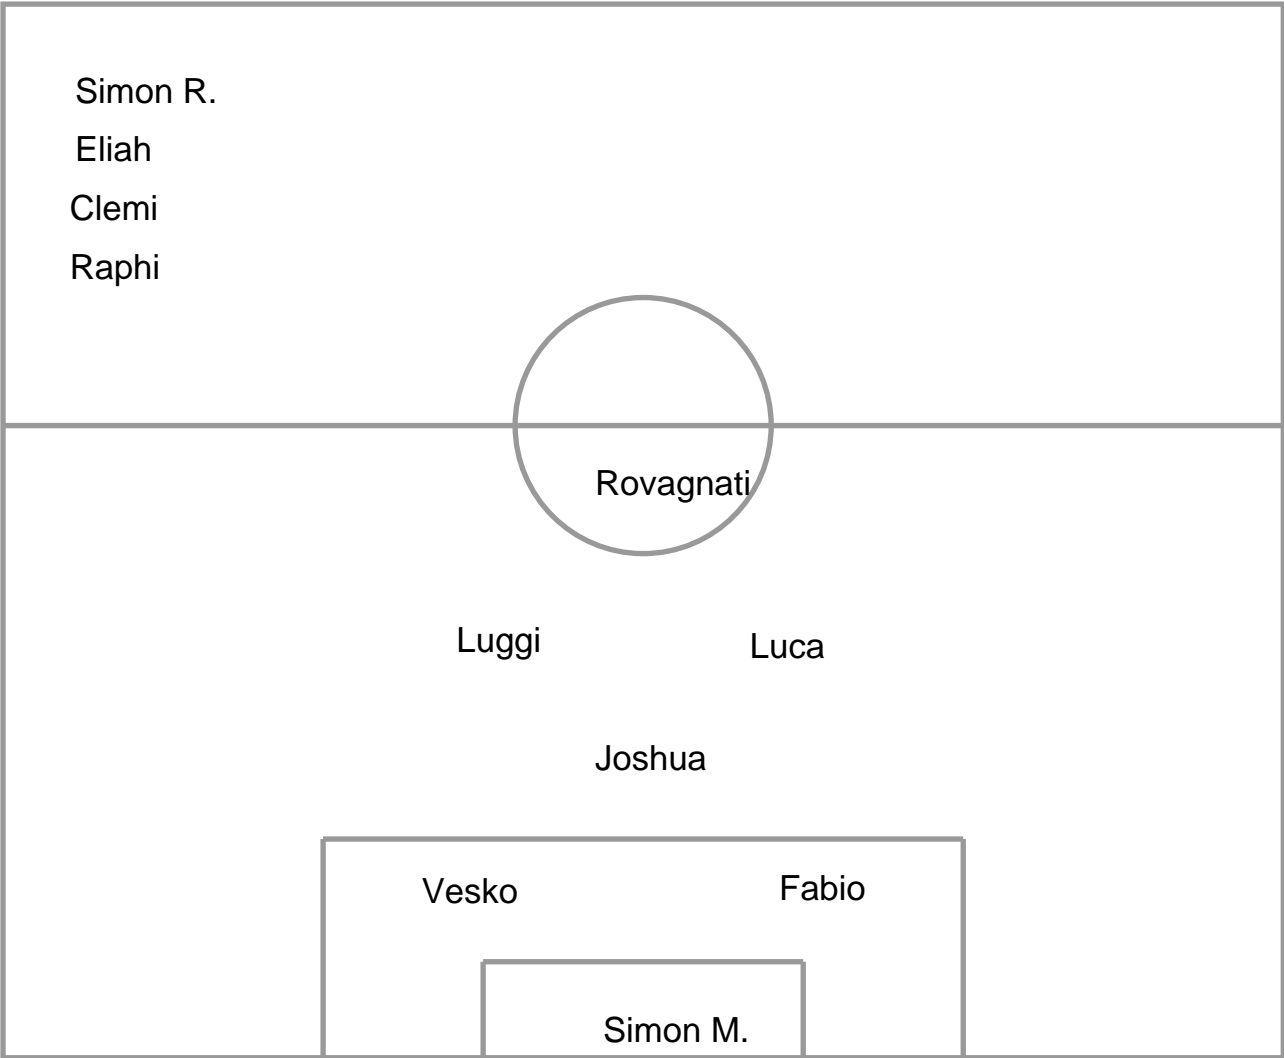 Simon R.
Eliah
Clemi
Raphi
Rovagnati
Luggi
Luca
Joshua
Vesko
Fabio
Simon M.